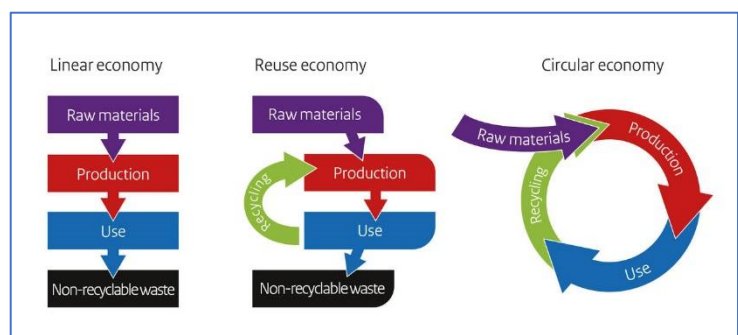 Linear economy
Raw materials
Production
Use
Non-recyclable waste
Reuse economy
Raw materials
Production
Recycling
Use
Non-recyclable waste
Circular economy
Raw materials
Production
Use
Recycling